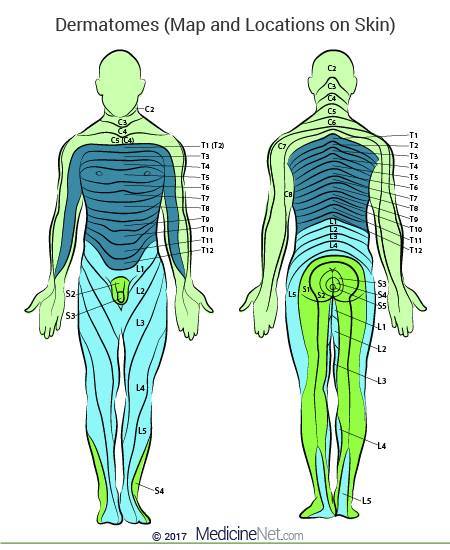 Dermatomes (Map and Locations on Skin)
C2
C3
C4
C5 (C4)
T1 (T2)
T3
T4
T5
T6
T7
T8
T9
T10
T11
T12
L1
L2
S2
S3
L3
L4
L5
S4
C2
C3
C4
C5
C6
C7
C8
T1
T2
T3
T4
T5
T6
T7
T8
T9
T10
T11
T12
L1
L2
L3
L4
L5
S1
S2
S3
S4
S5
L1
L2
L3
L4
L5
© 2017 MedicineNet.com